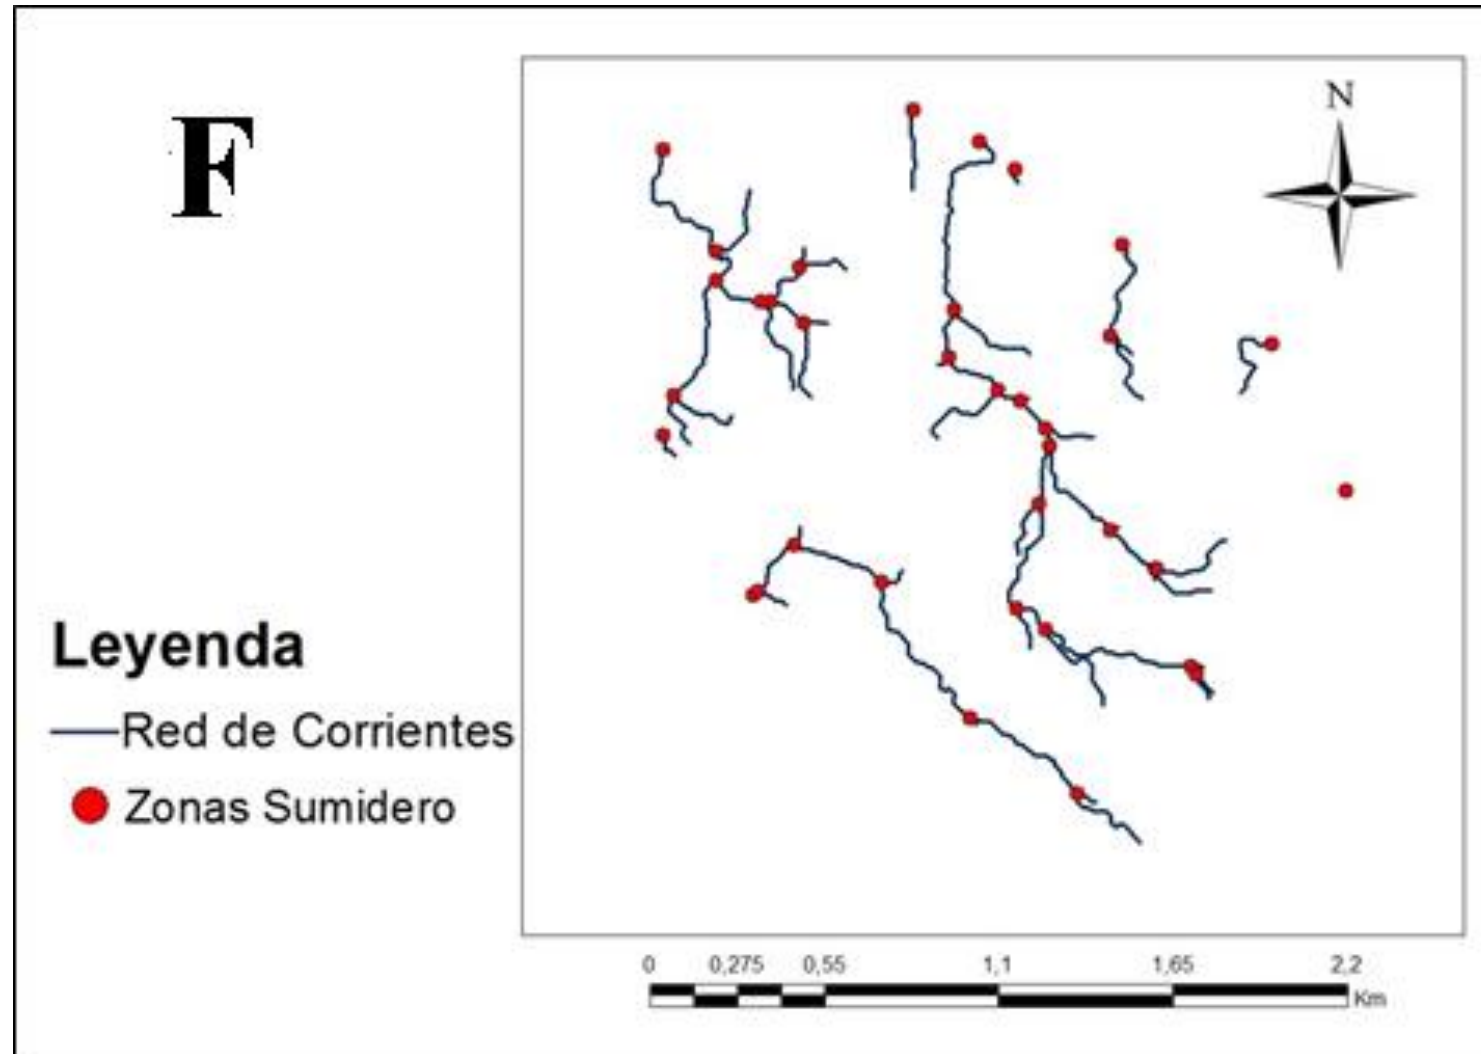 F
N
Leyenda
Red de Corrientes
Zonas Sumidero
0 0,275 0,55 1,1 1,65 2,2
Km